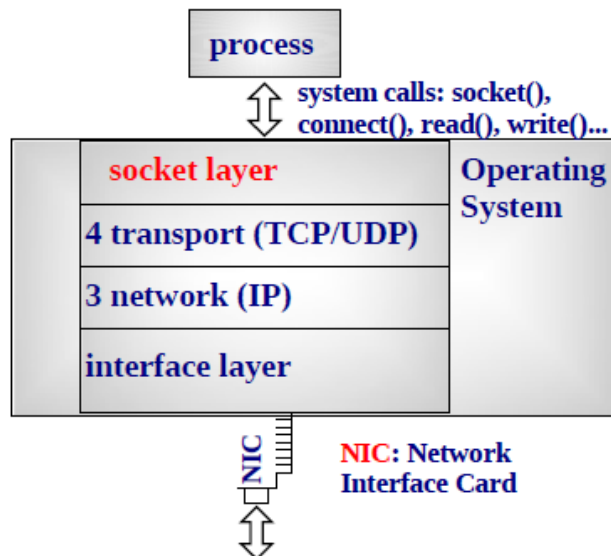 process
system calls: socket(),
connect(), read(), write()...
socket layer
Operating
System
4 transport (TCP/UDP)
3 network (IP)
interface layer
NIC
NIC: Network
Interface Card